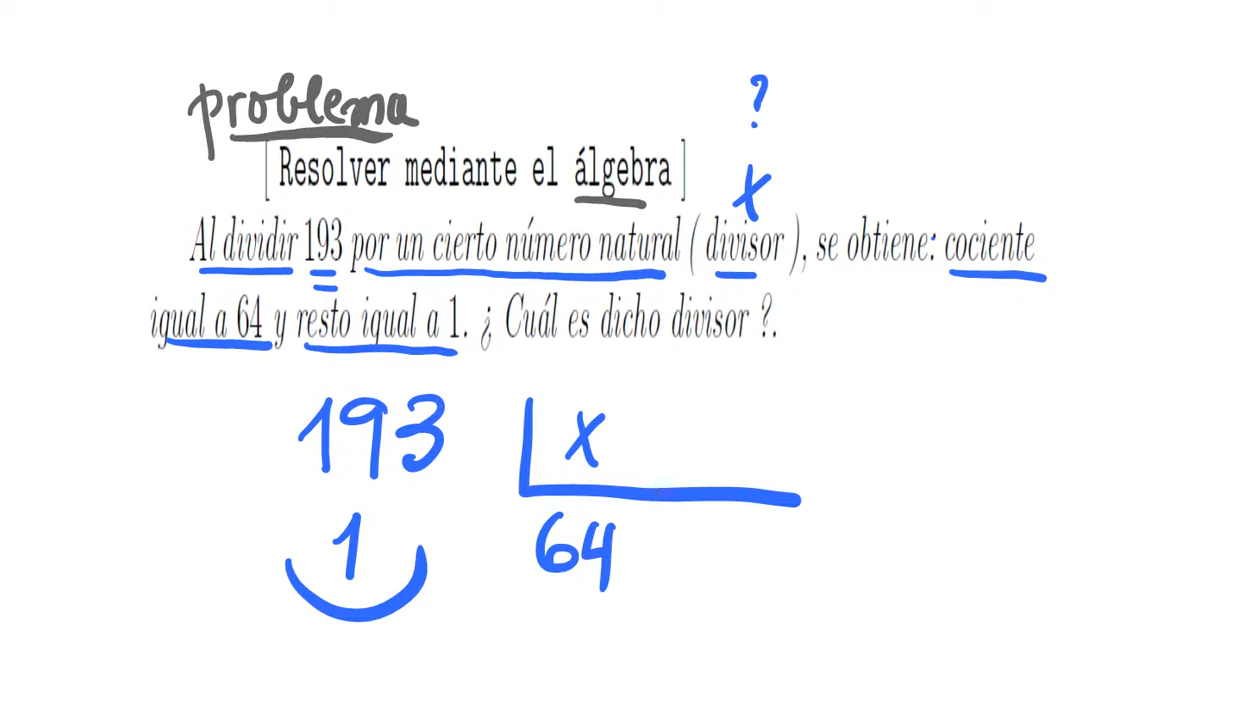 problema
?
[ Resolver mediante el álgebra ]
x
Al dividir 193 por un cierto número natural ( divisor ), se obtiene: cociente
igual a 64 y resto igual a 1. ¿ Cuál es dicho divisor ?.
193 x
1 64